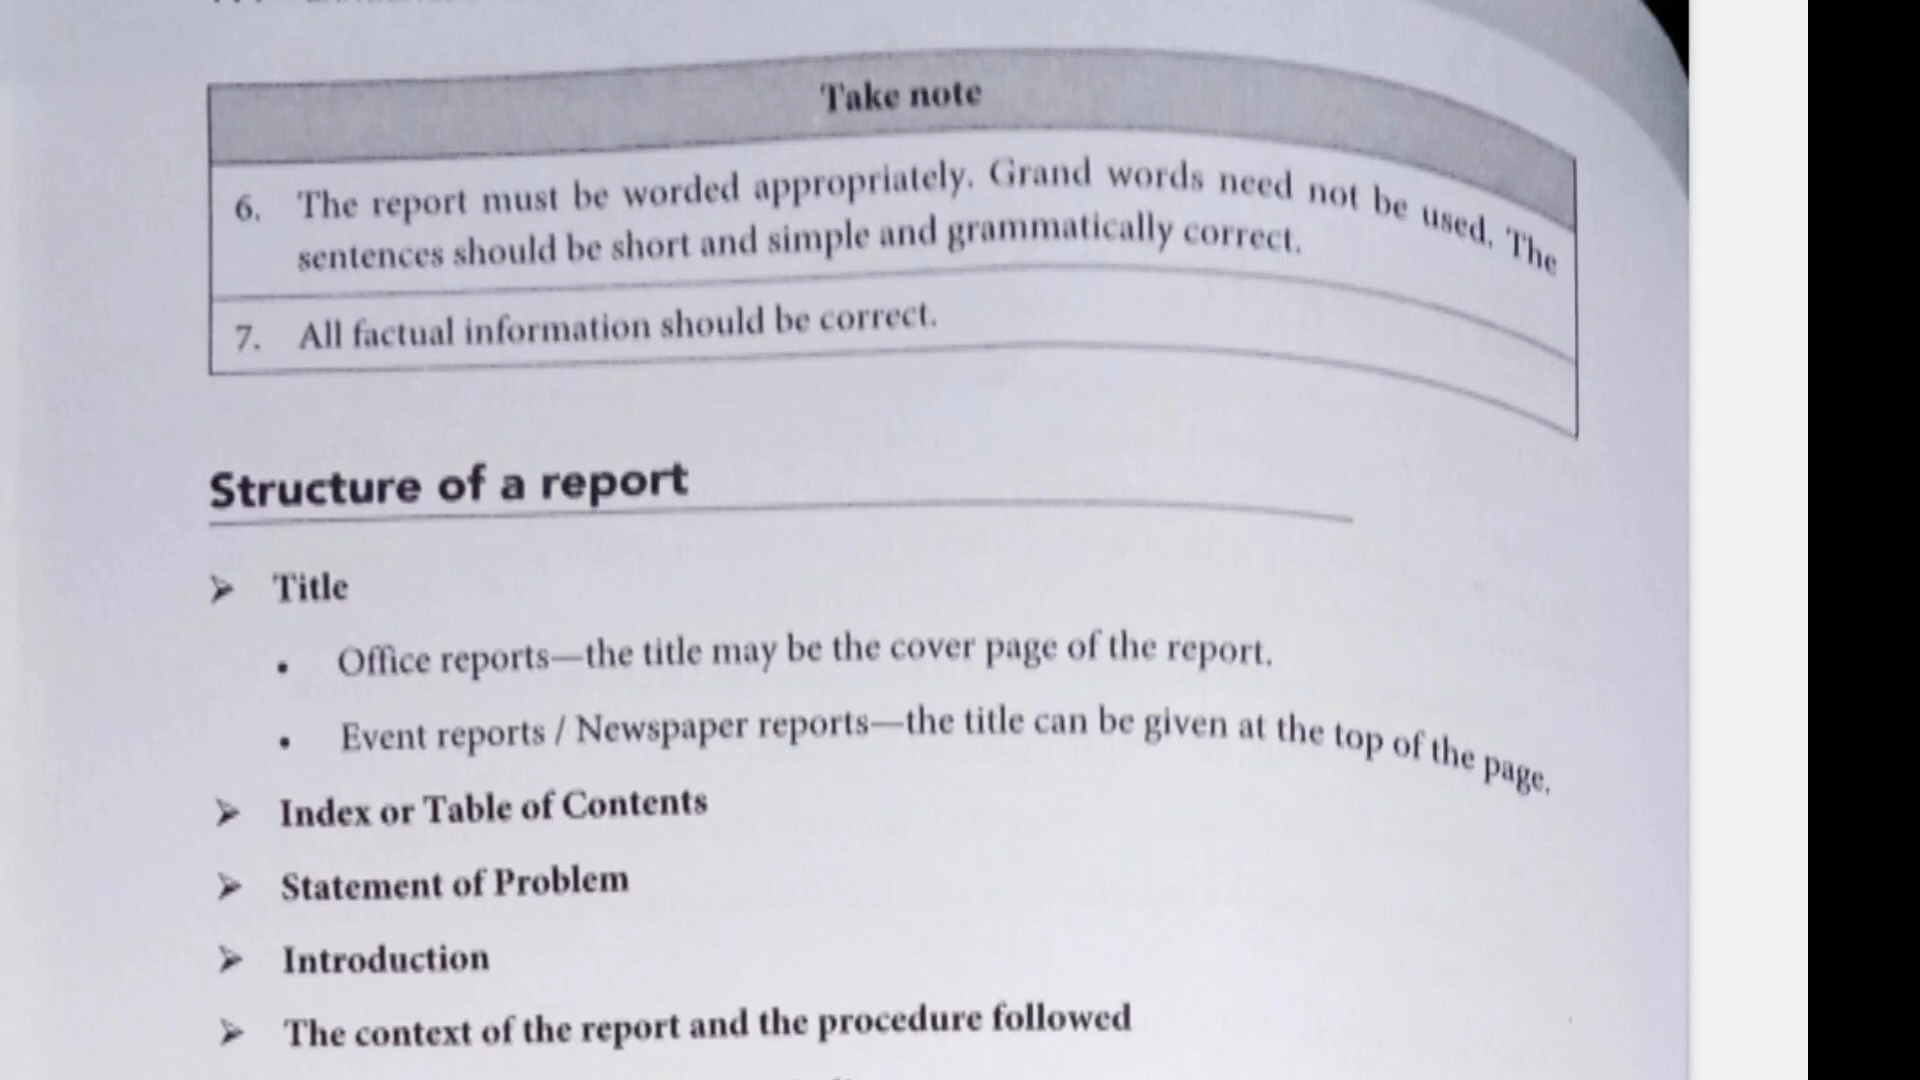 Take note
6. The report must be worded appropriately. Grand words need not be used. The
sentences should be short and simple and grammatically correct.
7. All factual information should be correct.
Structure of a report
➢ Title
• Office reports—the title may be the cover page of the report.
• Event reports / Newspaper reports—the title can be given at the top of the page.
➢ Index or Table of Contents
➢ Statement of Problem
➢ Introduction
➢ The context of the report and the procedure followed